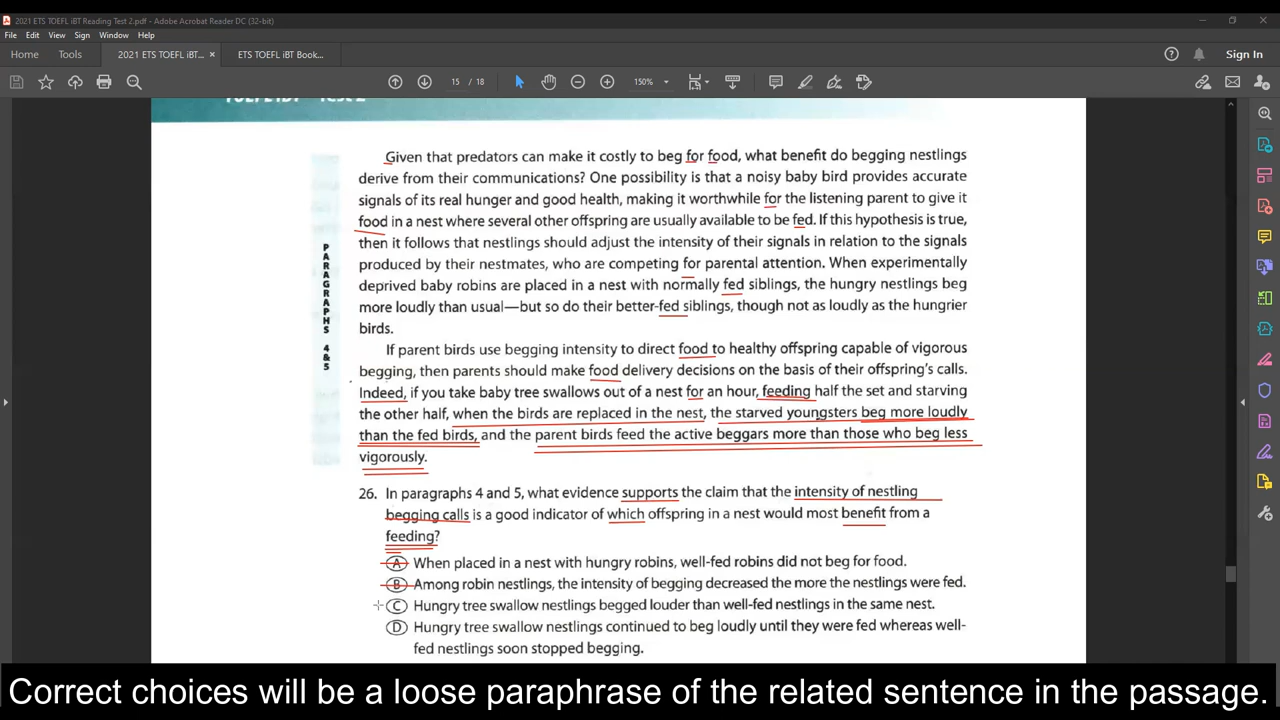 2021 ETS TOEFL iBT Reading Test 2.pdf - Adobe Acrobat Reader DC (32-bit)
File Edit View Sign Window Help
Home Tools 2021 ETS TOEFL iBT... × ETS TOEFL iBT Book... Sign In
15 / 18 150%
TOEFL iBT Test 2
PARAGRAPHS 4&5
Given that predators can make it costly to beg for food, what benefit do begging nestlings
derive from their communications? One possibility is that a noisy baby bird provides accurate
signals of its real hunger and good health, making it worthwhile for the listening parent to give it
food in a nest where several other offspring are usually available to be fed. If this hypothesis is true,
then it follows that nestlings should adjust the intensity of their signals in relation to the signals
produced by their nestmates, who are competing for parental attention. When experimentally
deprived baby robins are placed in a nest with normally fed siblings, the hungry nestlings beg
more loudly than usual—but so do their better-fed siblings, though not as loudly as the hungrier
birds.
If parent birds use begging intensity to direct food to healthy offspring capable of vigorous
begging, then parents should make food delivery decisions on the basis of their offspring's calls.
Indeed, if you take baby tree swallows out of a nest for an hour, feeding half the set and starving
the other half, when the birds are replaced in the nest, the starved youngsters beg more loudly
than the fed birds, and the parent birds feed the active beggars more than those who beg less
vigorously.
26. In paragraphs 4 and 5, what evidence supports the claim that the intensity of nestling
begging calls is a good indicator of which offspring in a nest would most benefit from a
feeding?
A When placed in a nest with hungry robins, well-fed robins did not beg for food.
B Among robin nestlings, the intensity of begging decreased the more the nestlings were fed.
C Hungry tree swallow nestlings begged louder than well-fed nestlings in the same nest.
D Hungry tree swallow nestlings continued to beg loudly until they were fed whereas well-
fed nestlings soon stopped begging.
Correct choices will be a loose paraphrase of the related sentence in the passage.